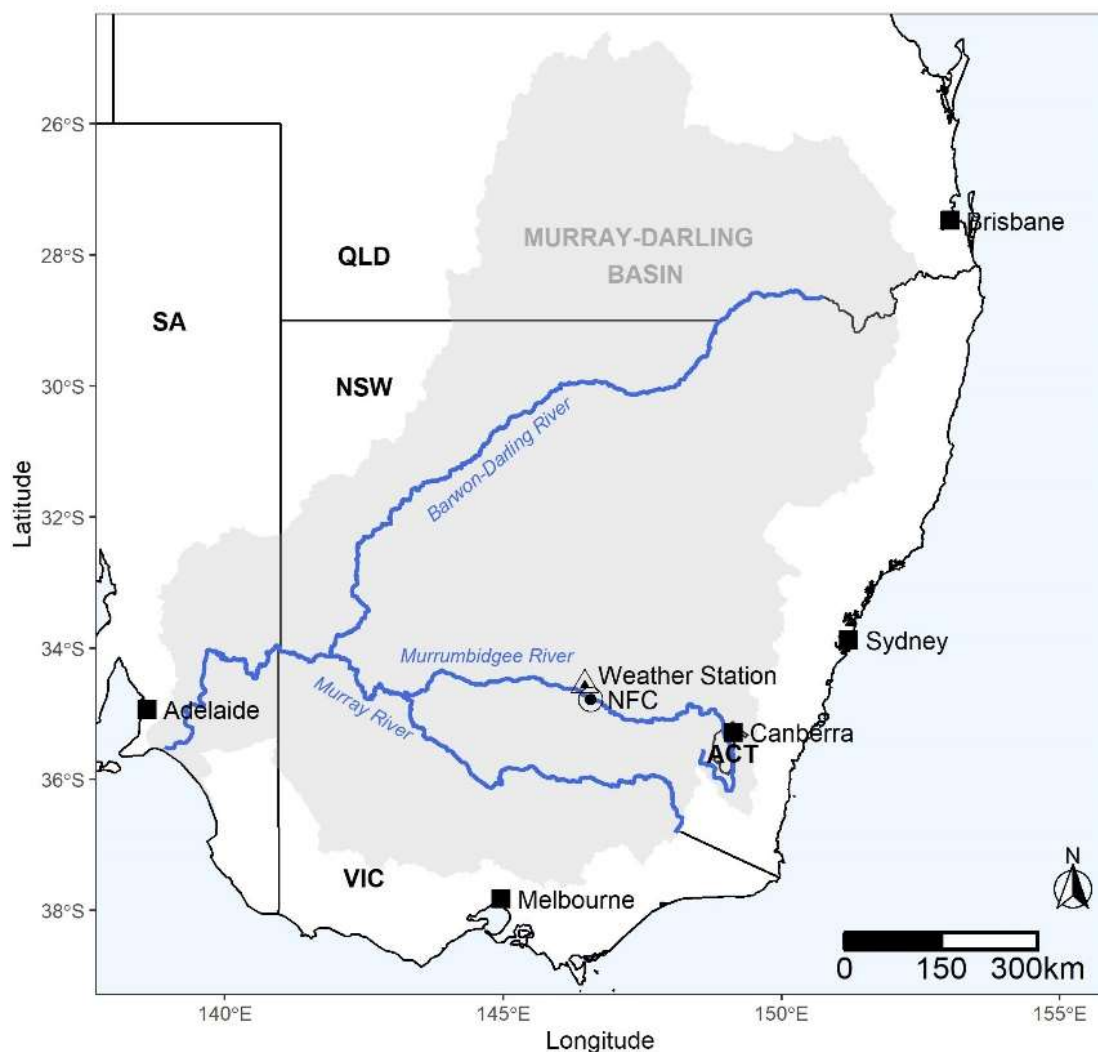 26°S
28°S
30°S
32°S
34°S
36°S
38°S
Latitude
MURRAY-DARLING
BASIN
Brisbane
QLD
SA
NSW
Barwon-Darling River
Sydney
Murrumbidgee River
Weather Station
NFC
Murray River
Adelaide
Canberra
ACT
VIC
Melbourne
N
0 150 300km
140°E 145°E 150°E 155°E
Longitude